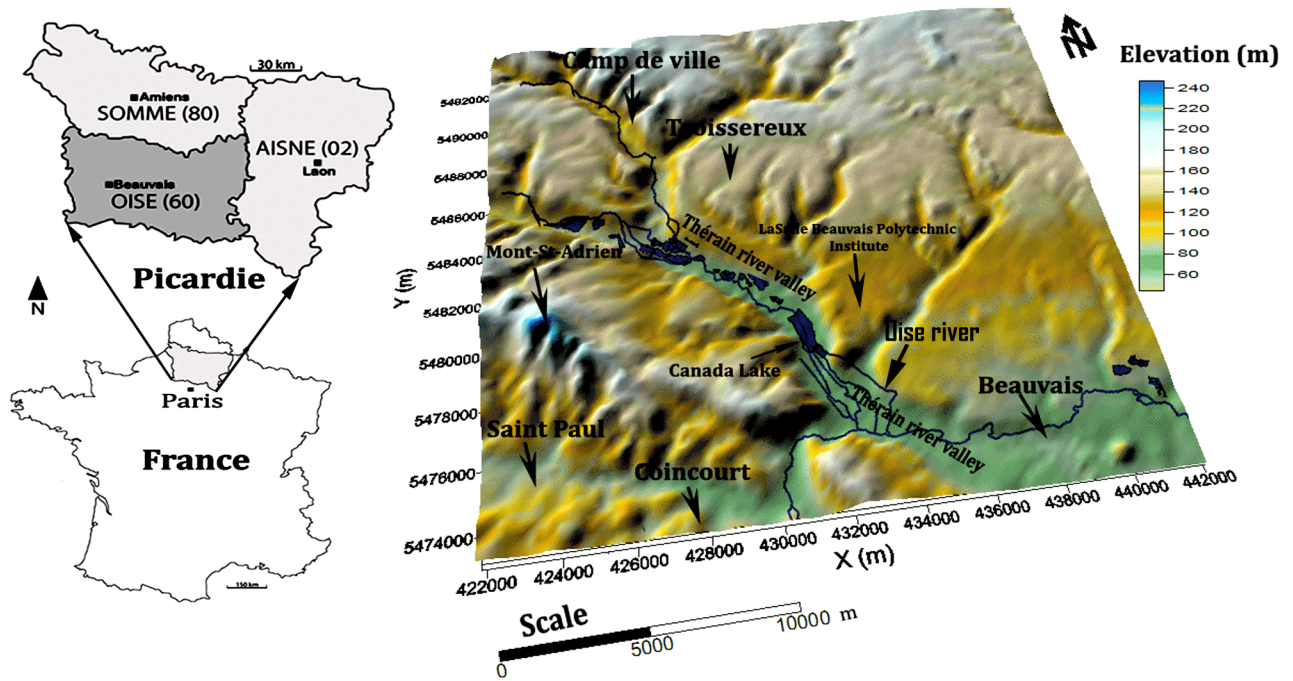 30 km
Amiens
SOMME (80)
AISNE (02)
Laon
Beauvais
OISE (60)
Picardie
N
Paris
France
150 km
Camp de ville
Troissereux
Thérain river valley
LaSalle Beauvais Polytechnic
Institute
Mont-St-Adrien
Oise river
Canada Lake
Beauvais
Thérain river valley
Saint Paul
Coincourt
N
Elevation (m)
240
220
200
180
160
140
120
100
80
60
Y (m)
5492000
5490000
5488000
5486000
5484000
5482000
5480000
5478000
5476000
5474000
422000
424000
426000
428000
430000
432000
434000
436000
438000
440000
442000
X (m)
Scale
0
5000
10000 m